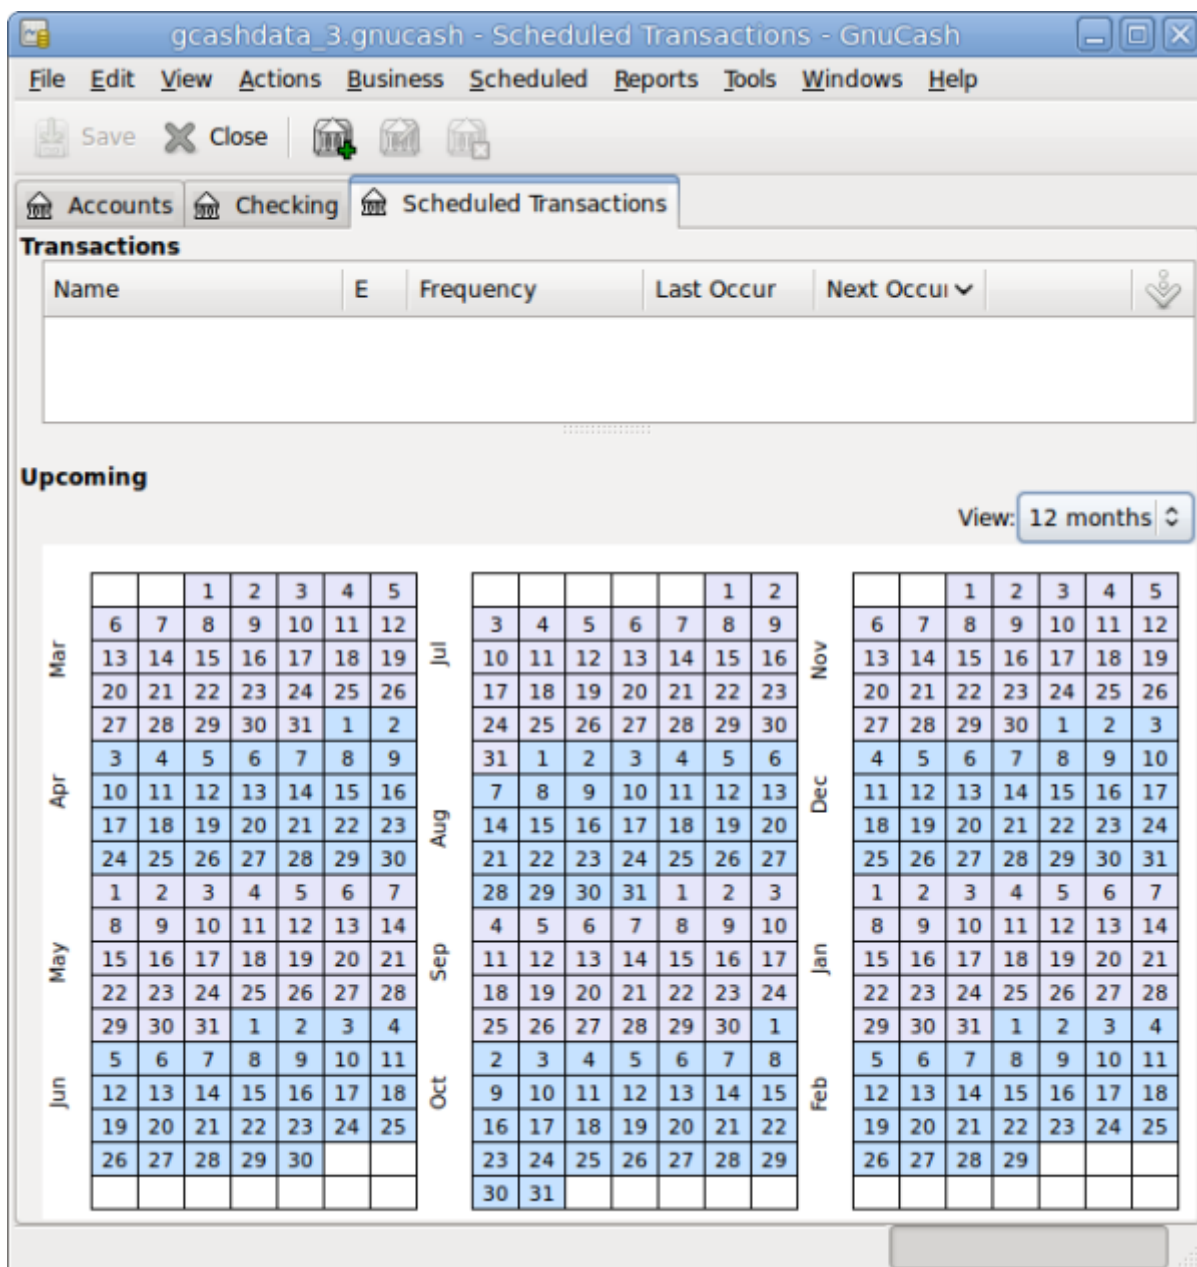 gcashdata_3.gnucash - Scheduled Transactions - GnuCash
File Edit View Actions Business Scheduled Reports Tools Windows Help
Save Close
Accounts Checking Scheduled Transactions
Transactions
Name E Frequency Last Occur Next Occur
Upcoming
View: 12 months
Mar
1 2 3 4 5
6 7 8 9 10 11 12
13 14 15 16 17 18 19
20 21 22 23 24 25 26
27 28 29 30 31 1 2
Apr
3 4 5 6 7 8 9
10 11 12 13 14 15 16
17 18 19 20 21 22 23
24 25 26 27 28 29 30
May
1 2 3 4 5 6 7
8 9 10 11 12 13 14
15 16 17 18 19 20 21
22 23 24 25 26 27 28
29 30 31 1 2 3 4
Jun
5 6 7 8 9 10 11
12 13 14 15 16 17 18
19 20 21 22 23 24 25
26 27 28 29 30
Jul
1 2
3 4 5 6 7 8 9
10 11 12 13 14 15 16
17 18 19 20 21 22 23
24 25 26 27 28 29 30
31 1 2 3 4 5 6
Aug
7 8 9 10 11 12 13
14 15 16 17 18 19 20
21 22 23 24 25 26 27
28 29 30 31 1 2 3
Sep
4 5 6 7 8 9 10
11 12 13 14 15 16 17
18 19 20 21 22 23 24
25 26 27 28 29 30 1
Oct
2 3 4 5 6 7 8
9 10 11 12 13 14 15
16 17 18 19 20 21 22
23 24 25 26 27 28 29
30 31
Nov
1 2 3 4 5
6 7 8 9 10 11 12
13 14 15 16 17 18 19
20 21 22 23 24 25 26
27 28 29 30 1 2 3
Dec
4 5 6 7 8 9 10
11 12 13 14 15 16 17
18 19 20 21 22 23 24
25 26 27 28 29 30 31
Jan
1 2 3 4 5 6 7
8 9 10 11 12 13 14
15 16 17 18 19 20 21
22 23 24 25 26 27 28
29 30 31 1 2 3 4
Feb
5 6 7 8 9 10 11
12 13 14 15 16 17 18
19 20 21 22 23 24 25
26 27 28 29